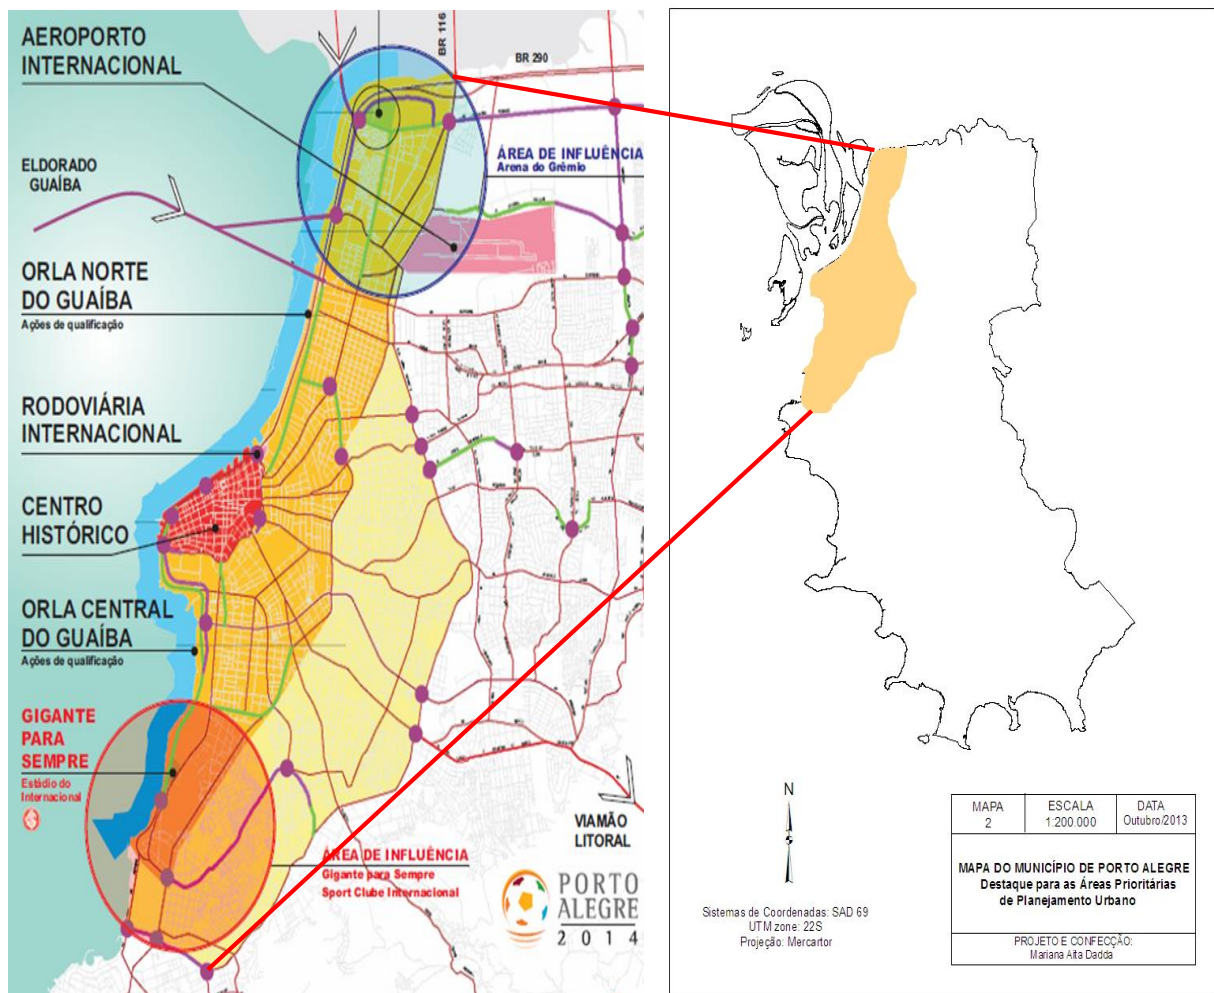 AEROPORTO
INTERNACIONAL
BR 116
BR 290
ÁREA DE INFLUÊNCIA
Arena do Grêmio
ELDORADO
GUAÍBA
ORLA NORTE
DO GUAÍBA
Ações de qualificação
RODOVIÁRIA
INTERNACIONAL
CENTRO
HISTÓRICO
ORLA CENTRAL
DO GUAÍBA
Ações de qualificação
GIGANTE
PARA
SEMPRE
Estádio do
Internacional
VIAMÃO
LITORAL
ÁREA DE INFLUÊNCIA
Gigante para Sempre
Sport Clube Internacional
PORTO
ALEGRE
2014
N
Sistemas de Coordenadas: SAD 69
UTM zone: 22S
Projeção: Mercartor
MAPA
2
ESCALA
1:200.000
DATA
Outubro/2013
MAPA DO MUNICÍPIO DE PORTO ALEGRE
Destaque para as Áreas Prioritárias
de Planejamento Urbano
PROJETO E CONFECÇÃO:
Mariana Aita Dadda